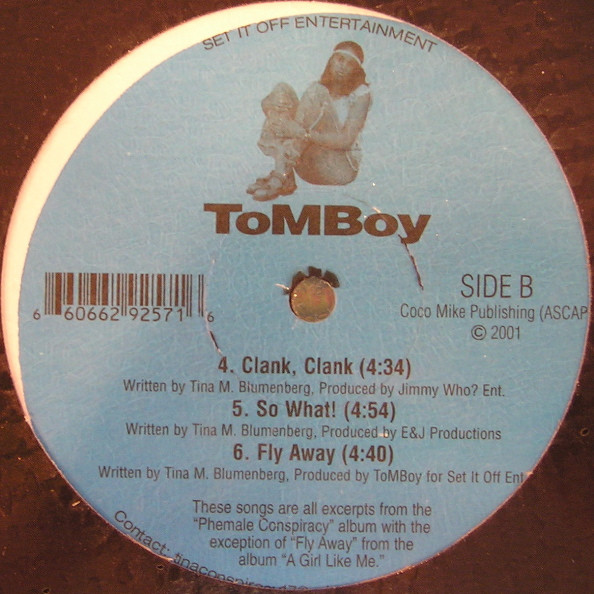 SET IT OFF ENTERTAINMENT
ToMBoy
SIDE B
Coco Mike Publishing (ASCAP
© 2001
6 60662 92571 6
4. Clank, Clank (4:34)
Written by Tina M. Blumenberg, Produced by Jimmy Who? Ent.
5. So What! (4:54)
Written by Tina M. Blumenberg, Produced by E&J Productions
6. Fly Away (4:40)
Written by Tina M. Blumenberg, Produced by ToMBoy for Set It Off Ent
These songs are all excerpts from the
"Phemale Conspiracy" album with the
exception of "Fly Away" from the
album "A Girl Like Me."
Contact: